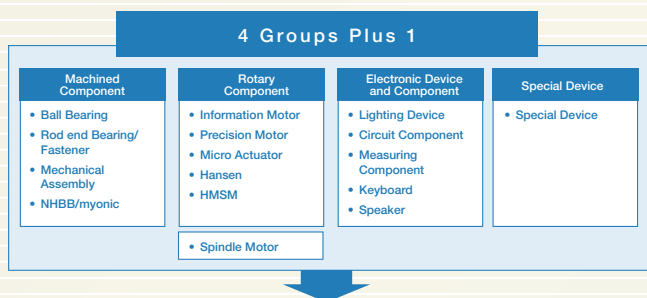 4 Groups Plus 1
Machined
Component
• Ball Bearing
• Rod end Bearing/
Fastener
• Mechanical
Assembly
• NHBB/myonic
Rotary
Component
• Information Motor
• Precision Motor
• Micro Actuator
• Hansen
• HMSM
• Spindle Motor
Electronic Device
and Component
• Lighting Device
• Circuit Component
• Measuring
Component
• Keyboard
• Speaker
Special Device
• Special Device